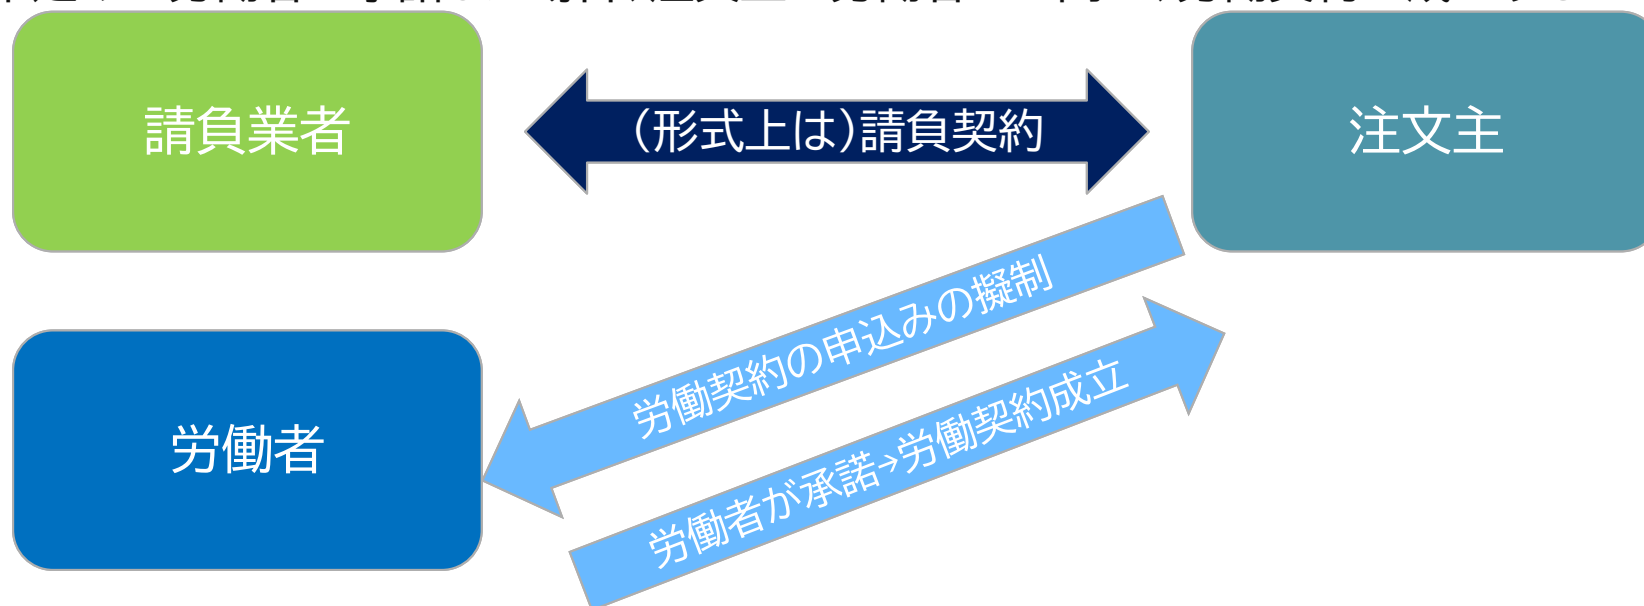 請負業者
(形式上は)請負契約
注文主
労働契約の申込みの擬制
労働者
労働者が承諾→労働契約成立